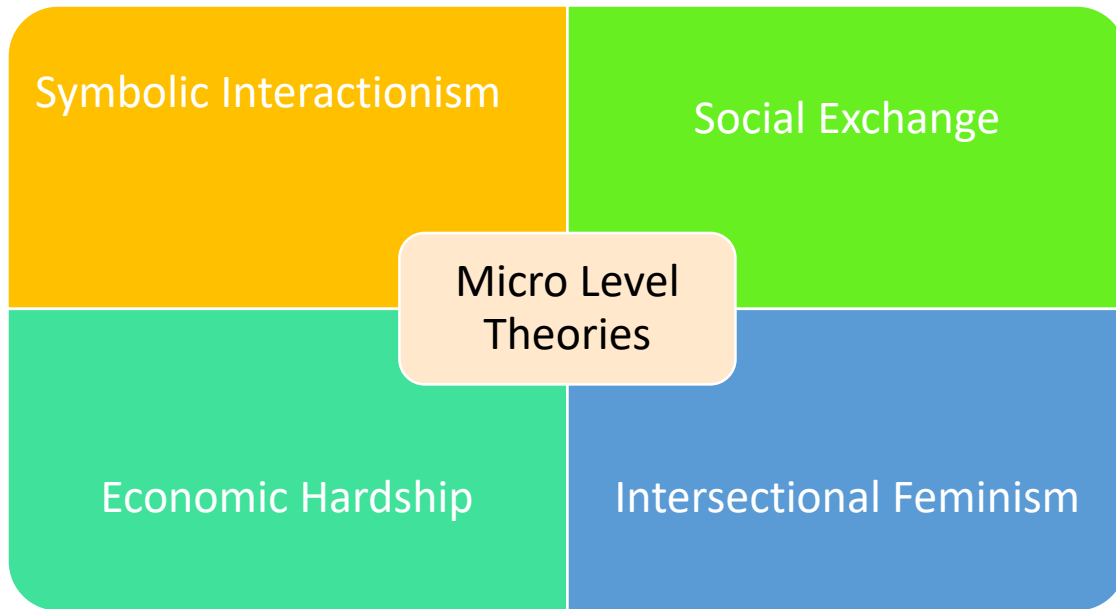 Symbolic Interactionism
Social Exchange
Micro Level
Theories
Economic Hardship
Intersectional Feminism